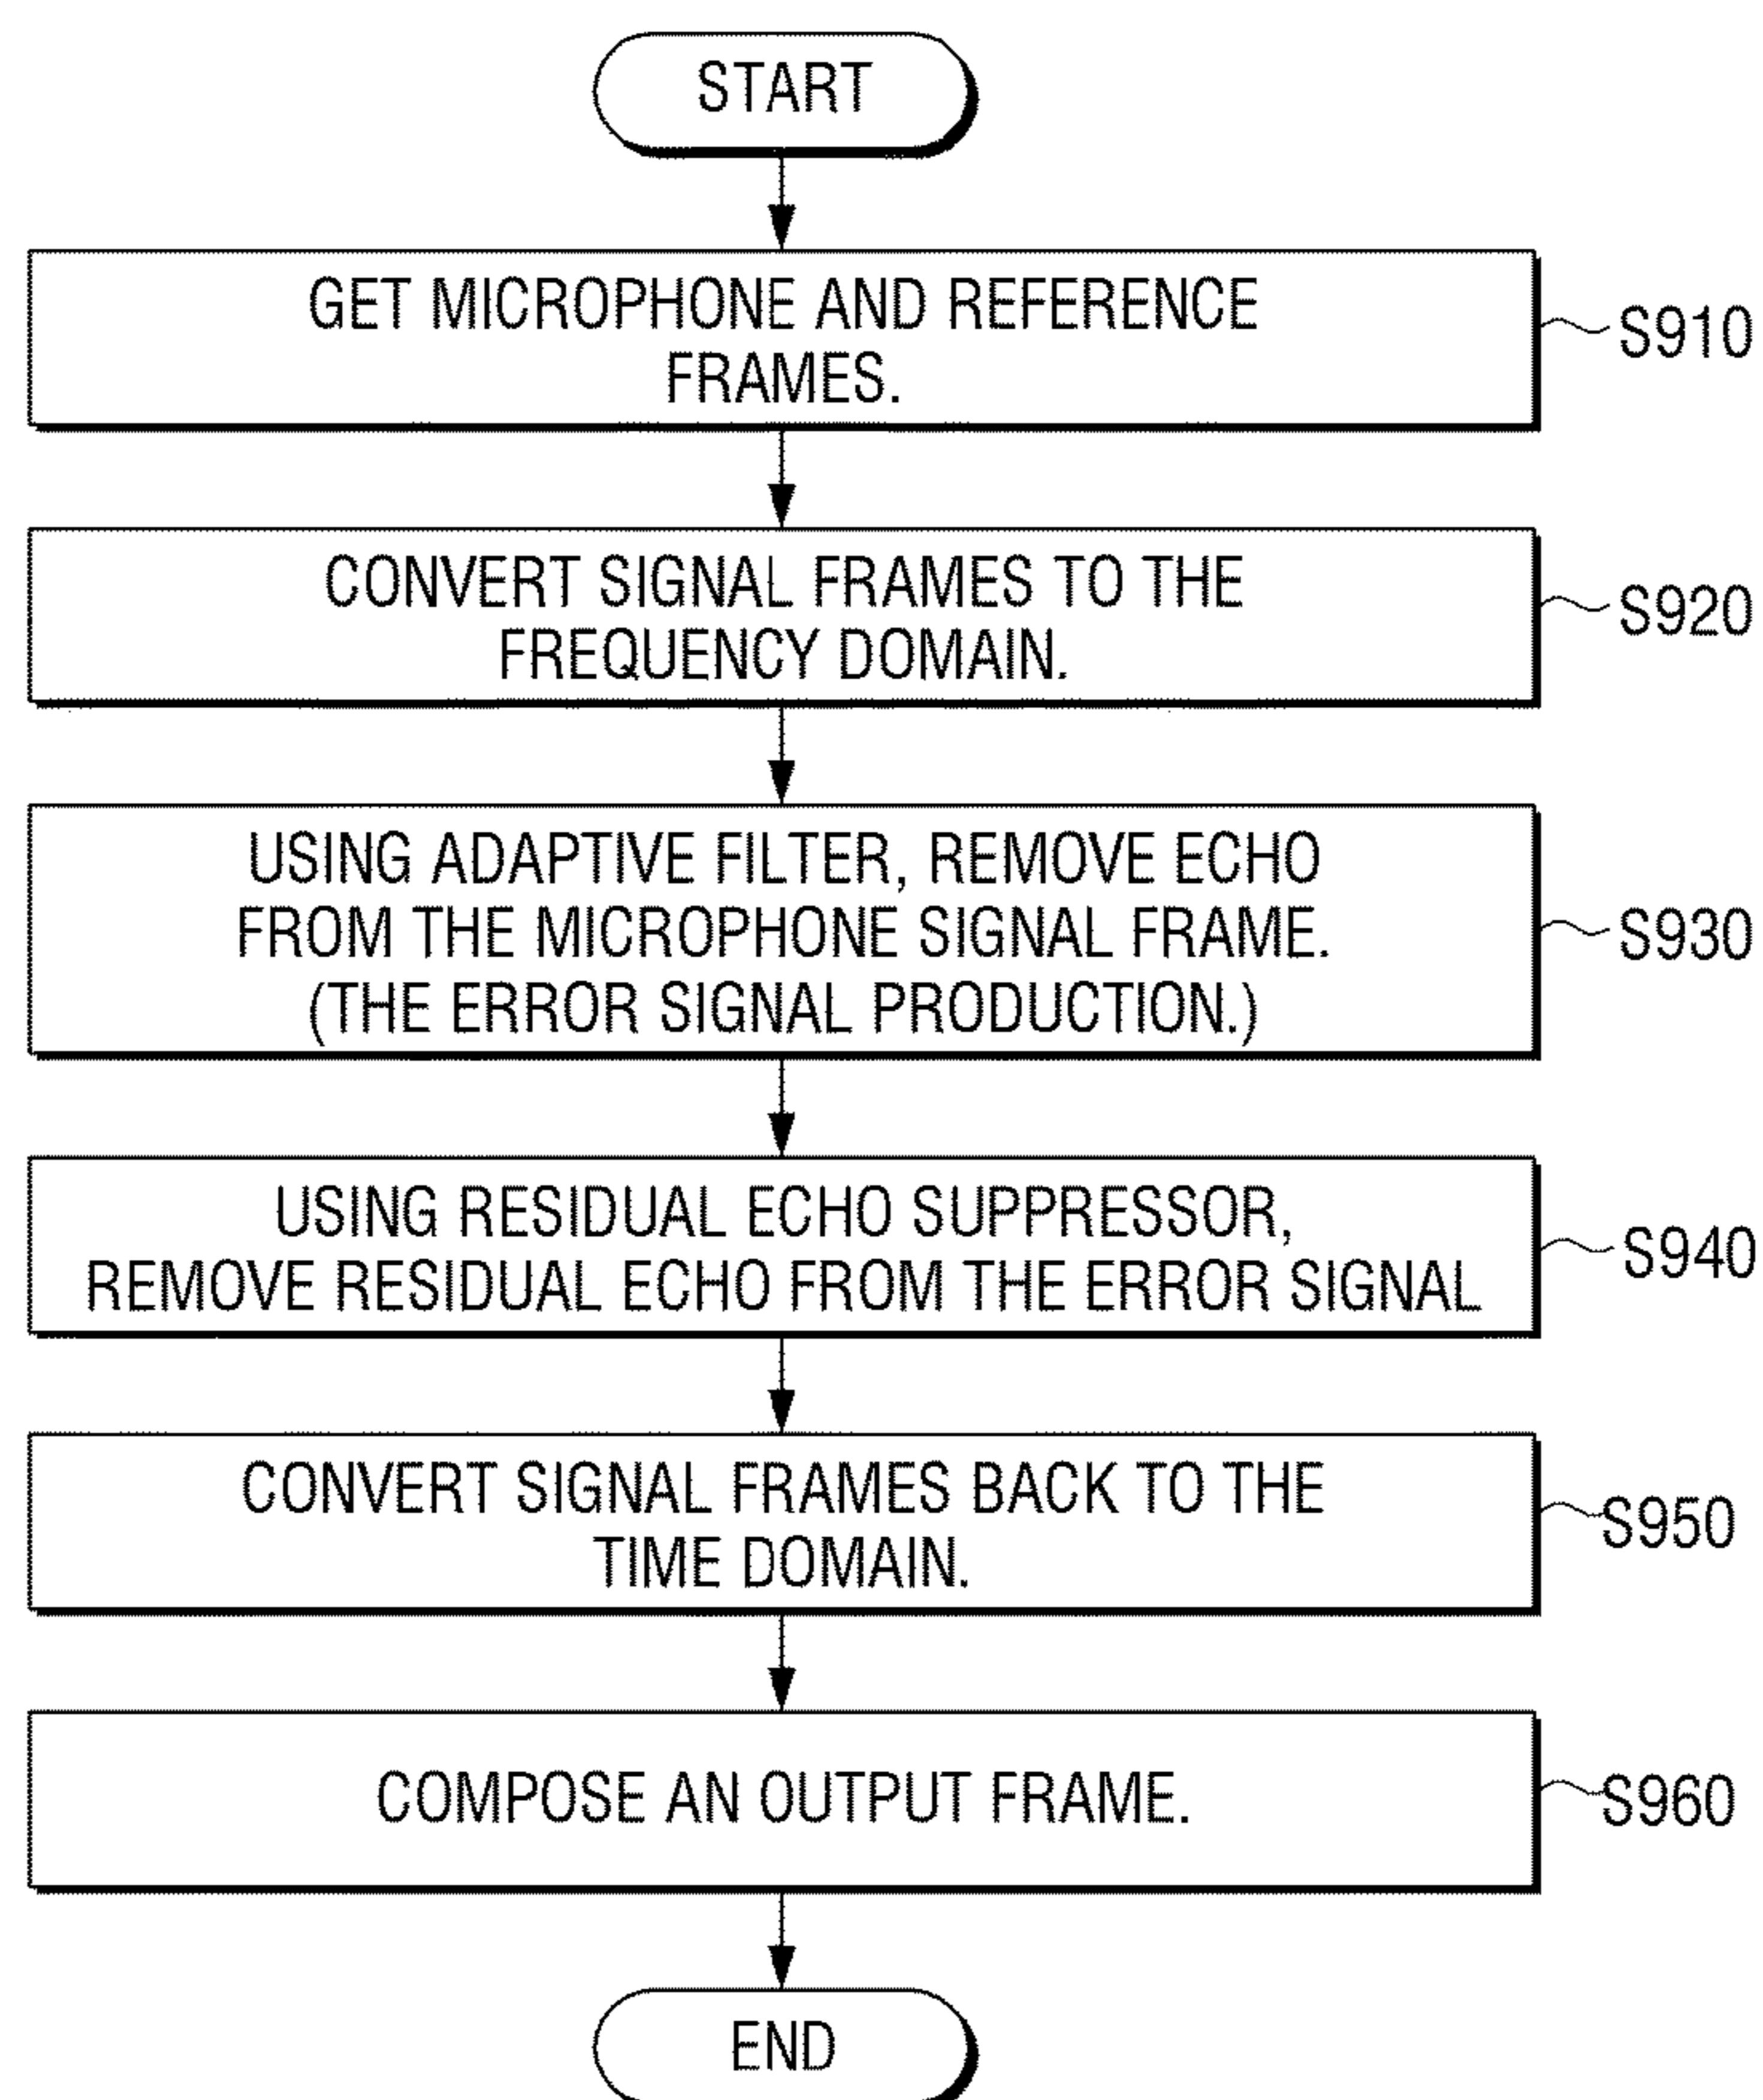 START
GET MICROPHONE AND REFERENCE
FRAMES.
S910
CONVERT SIGNAL FRAMES TO THE
FREQUENCY DOMAIN.
S920
USING ADAPTIVE FILTER, REMOVE ECHO
FROM THE MICROPHONE SIGNAL FRAME.
(THE ERROR SIGNAL PRODUCTION.)
S930
USING RESIDUAL ECHO SUPPRESSOR,
REMOVE RESIDUAL ECHO FROM THE ERROR SIGNAL
S940
CONVERT SIGNAL FRAMES BACK TO THE
TIME DOMAIN.
S950
COMPOSE AN OUTPUT FRAME.
S960
END